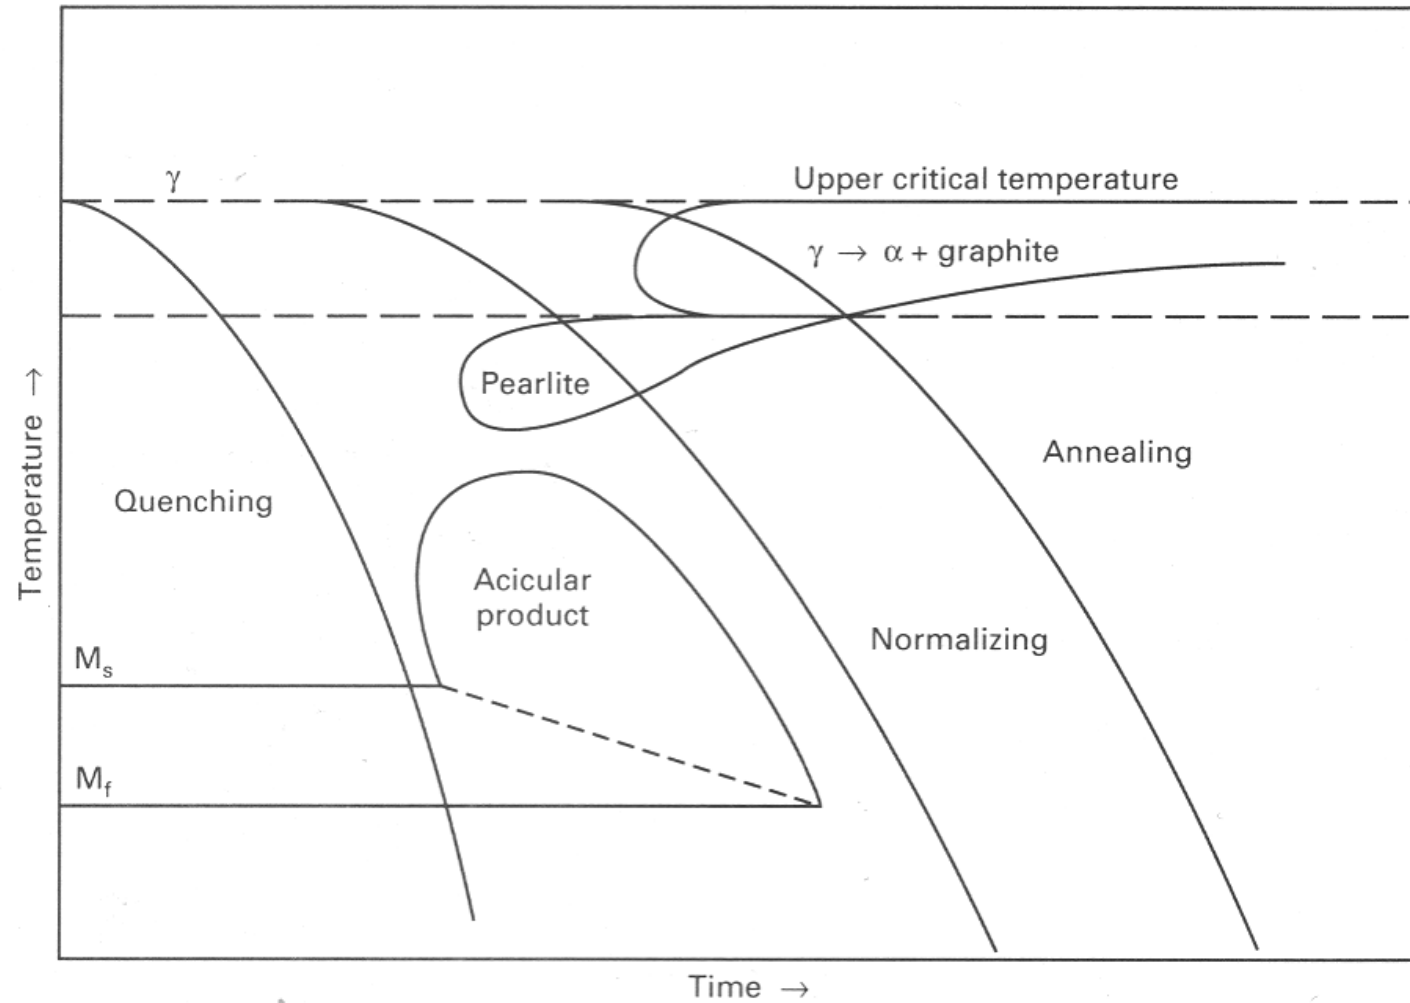 γ
Upper critical temperature
γ → α + graphite
Pearlite
Annealing
Quenching
Acicular
product
Normalizing
Ms
Mf
Temperature →
Time →